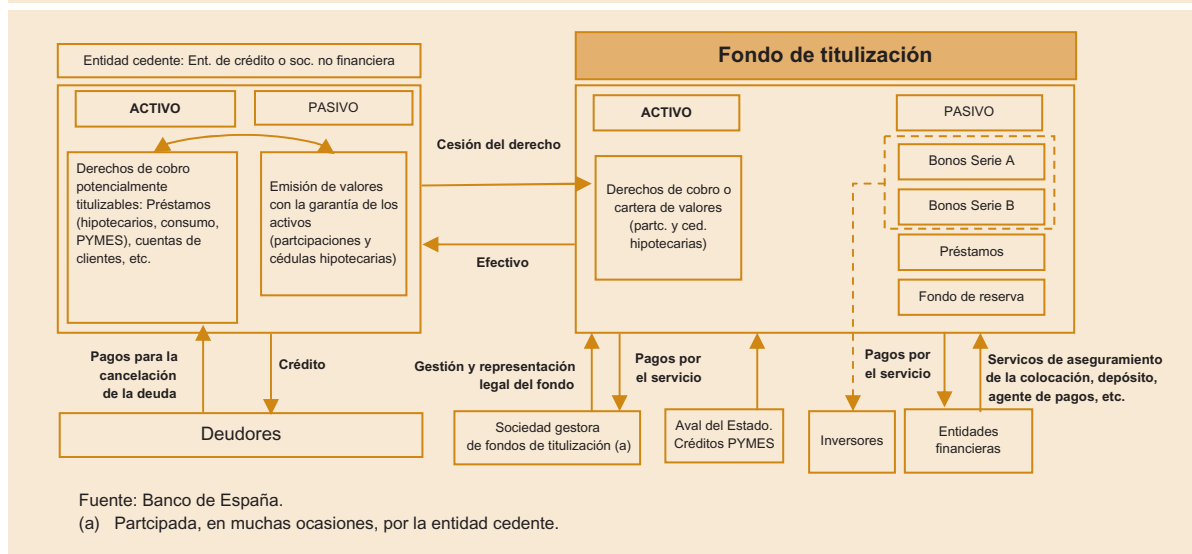 Entidad cedente: Ent. de crédito o soc. no financiera
ACTIVO
PASIVO
Derechos de cobro
potencialmente
titulizables: Préstamos
(hipotecarios, consumo,
PYMES), cuentas de
clientes, etc.
Emisión de valores
con la garantía de los
activos
(partcipaciones y
cédulas hipotecarias)
Cesión del derecho
Efectivo
Fondo de titulización
ACTIVO
PASIVO
Derechos de cobro o
cartera de valores
(partc. y ced.
hipotecarias)
Bonos Serie A
Bonos Serie B
Préstamos
Fondo de reserva
Pagos para la
cancelación
de la deuda
Crédito
Deudores
Gestión y representación
legal del fondo
Pagos por
el servicio
Pagos por
el servicio
Servicos de aseguramiento
de la colocación, depósito,
agente de pagos, etc.
Sociedad gestora
de fondos de titulización (a)
Aval del Estado.
Créditos PYMES
Inversores
Entidades
financieras
Fuente: Banco de España.
(a) Partcipada, en muchas ocasiones, por la entidad cedente.